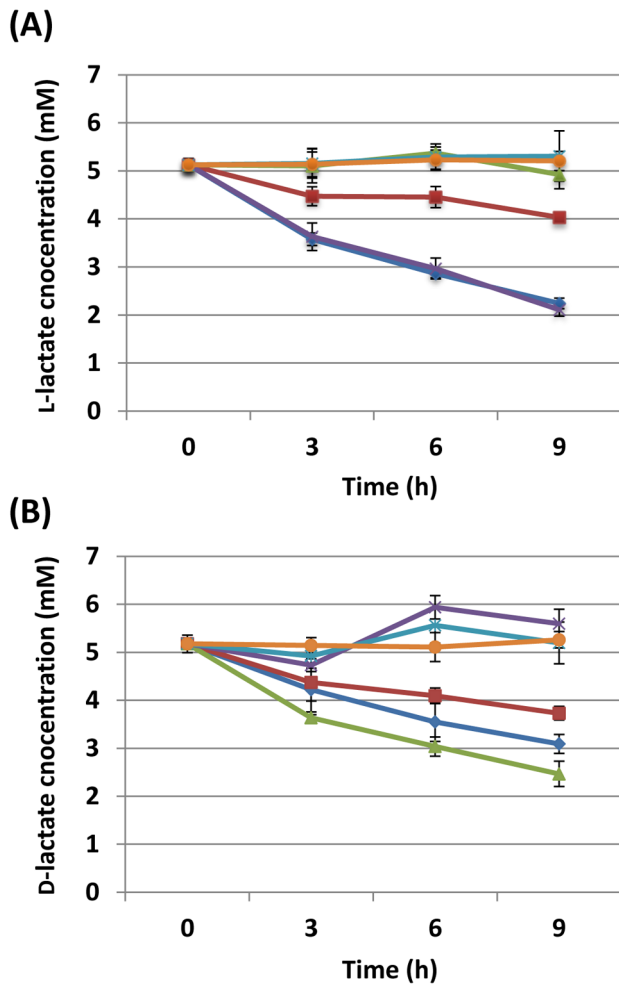 (A)
7
6
5
4
3
2
1
0
L-lactate cnocentration (mM)
0 3 6 9
Time (h)
(B)
7
6
5
4
3
2
1
0
D-lactate cnocentration (mM)
0 3 6 9
Time (h)